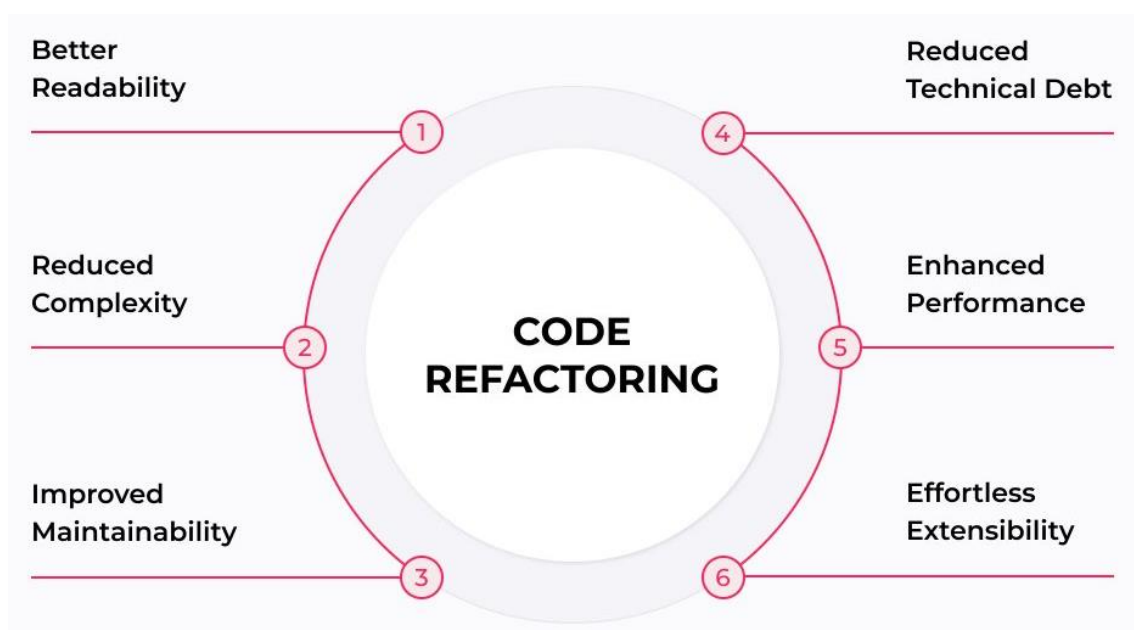 Better
Readability
1
Reduced
Complexity
2
Improved
Maintainability
3
CODE
REFACTORING
Reduced
Technical Debt
4
Enhanced
Performance
5
Effortless
Extensibility
6